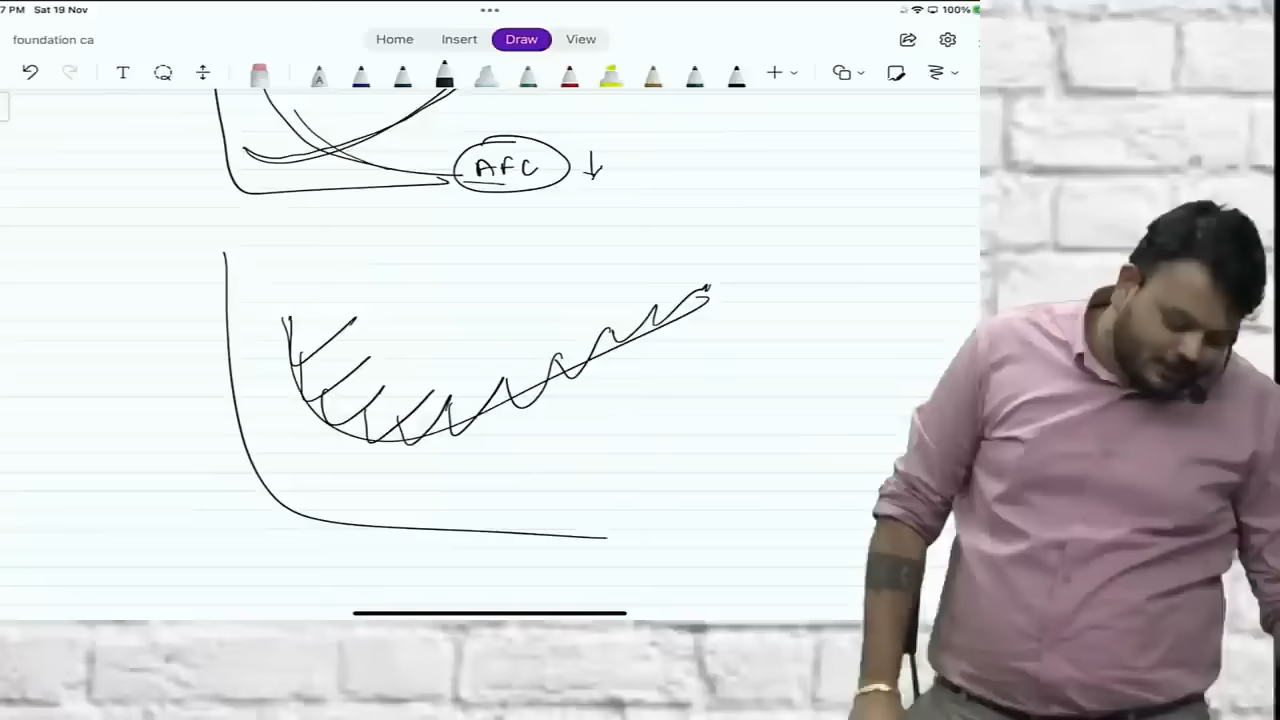 7 PM Sat 19 Nov
100%
foundation ca
Home Insert Draw View
T
A
AFC ↓